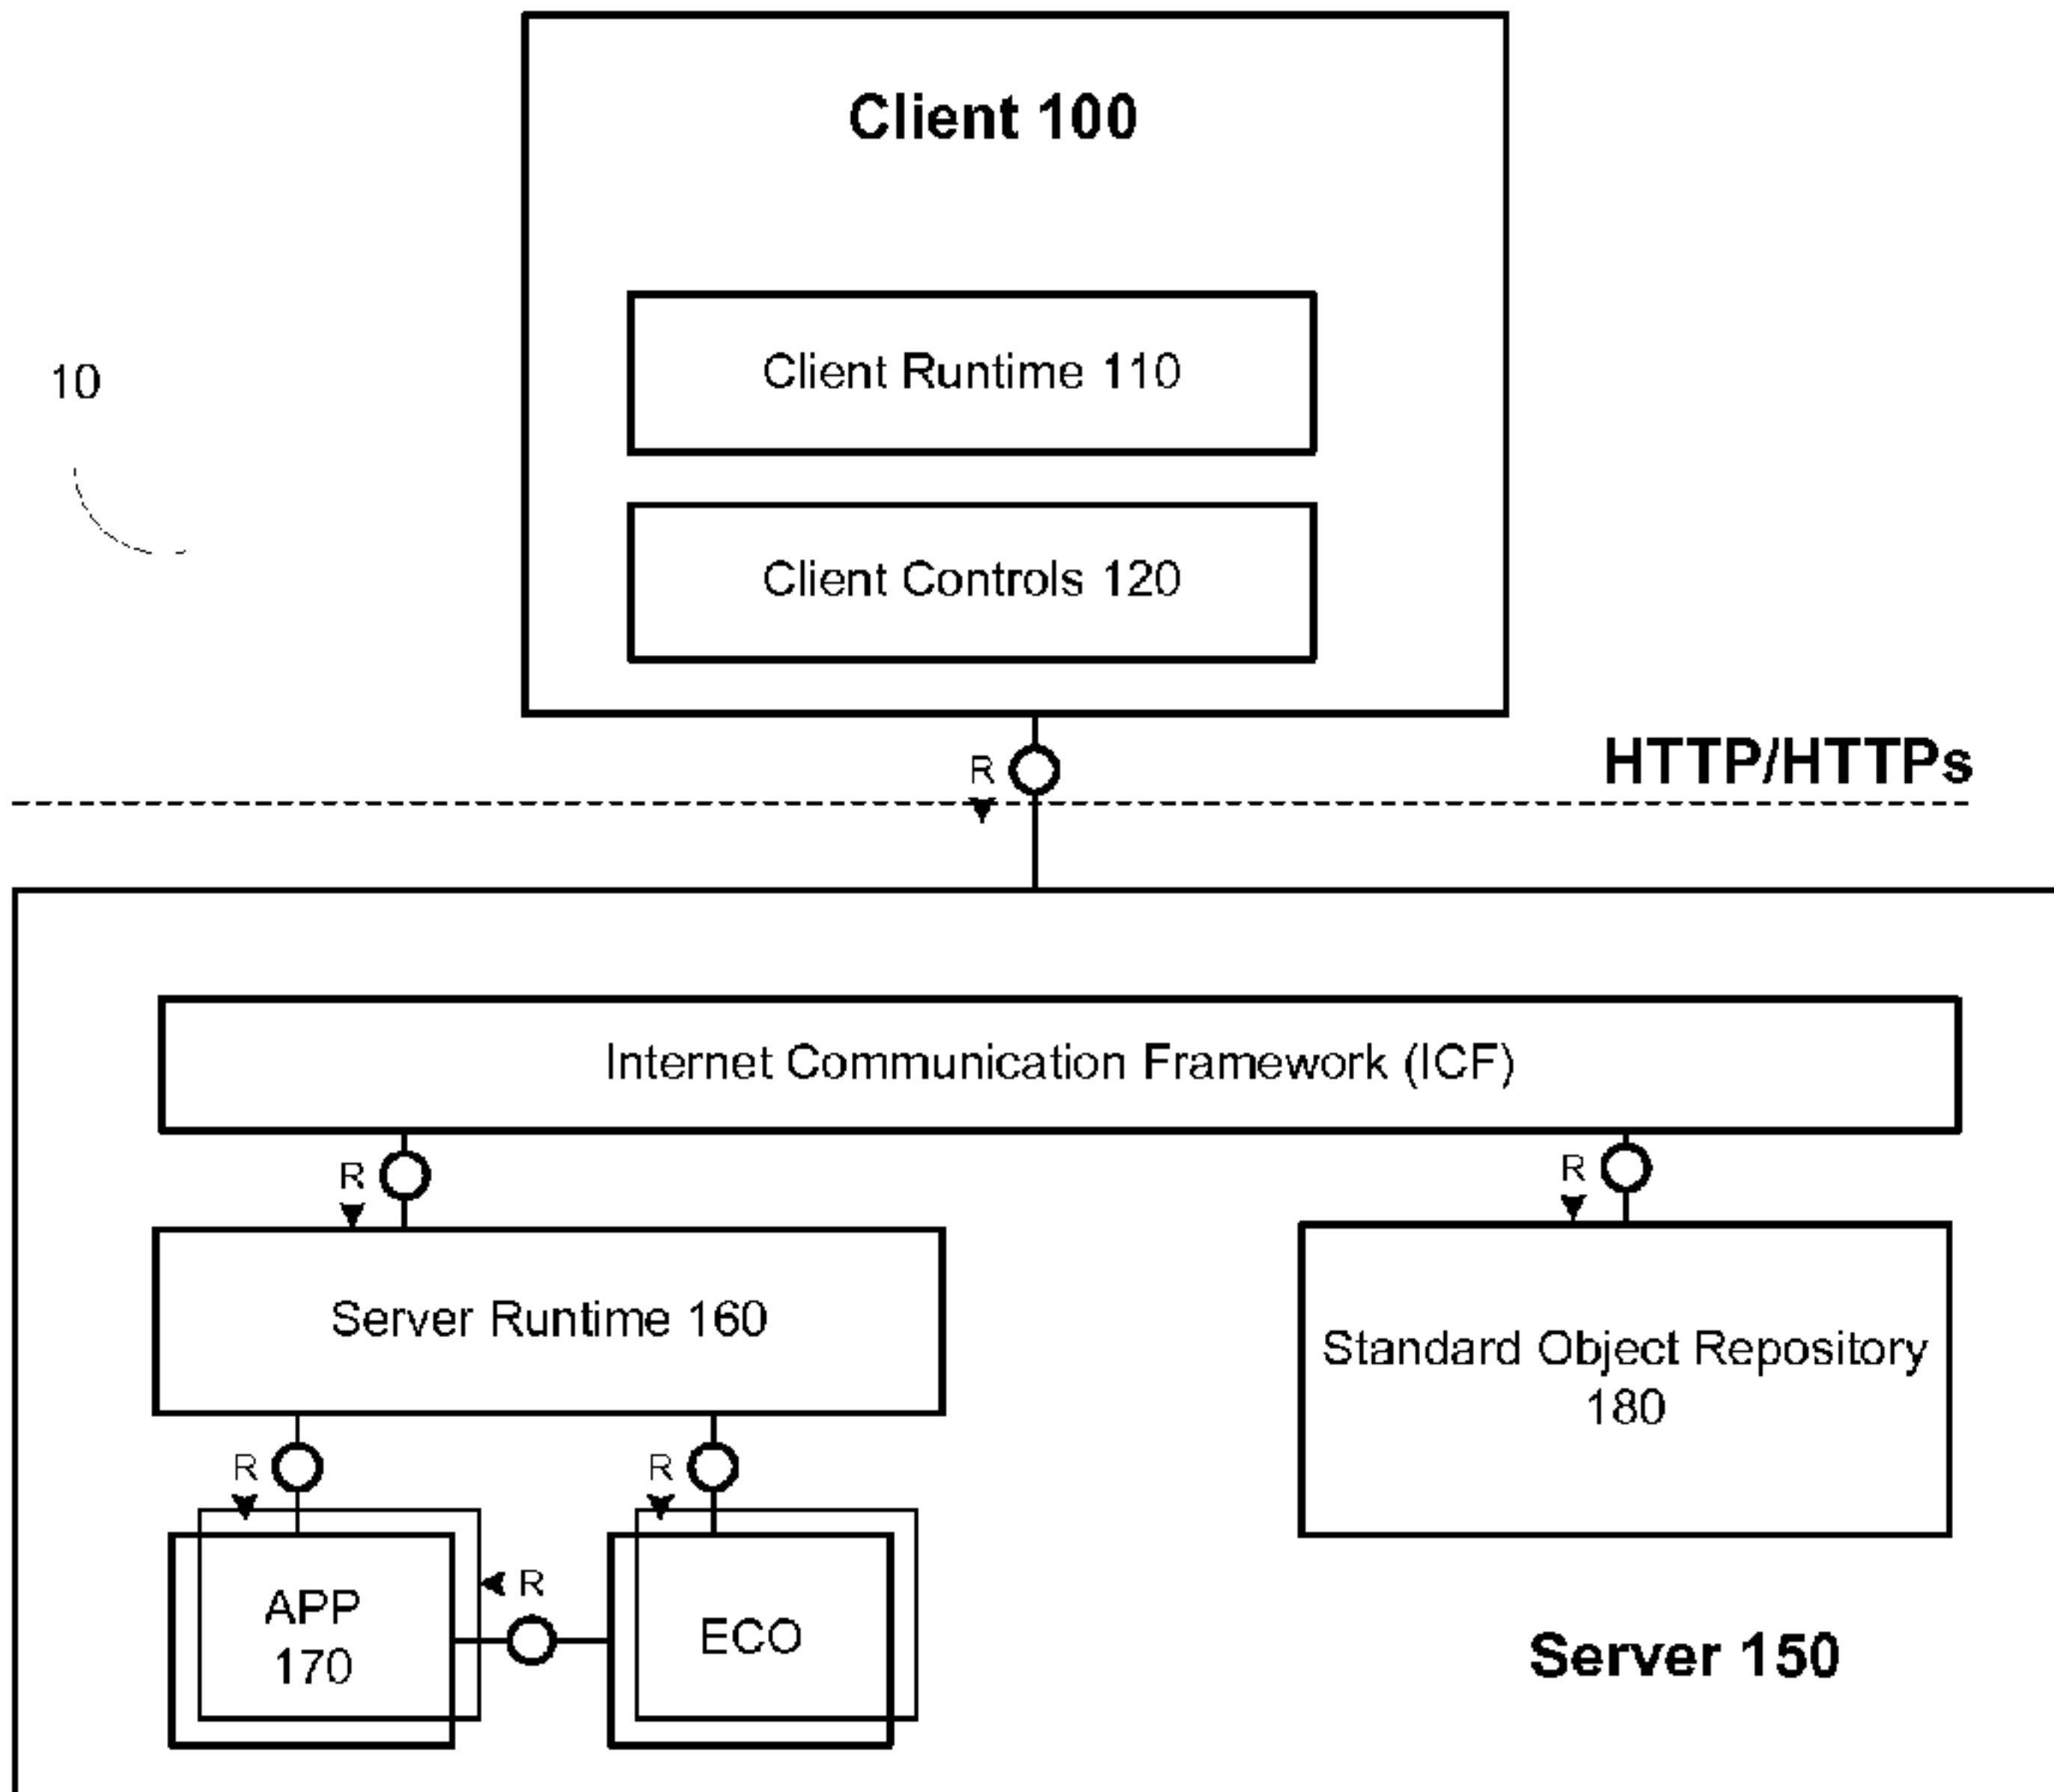 Client 100
Client Runtime 110
10
Client Controls 120
R
HTTP/HTTPs
Internet Communication Framework (ICF)
R
R
Server Runtime 160
Standard Object Repository
180
R
R
R
APP
170
ECO
Server 150